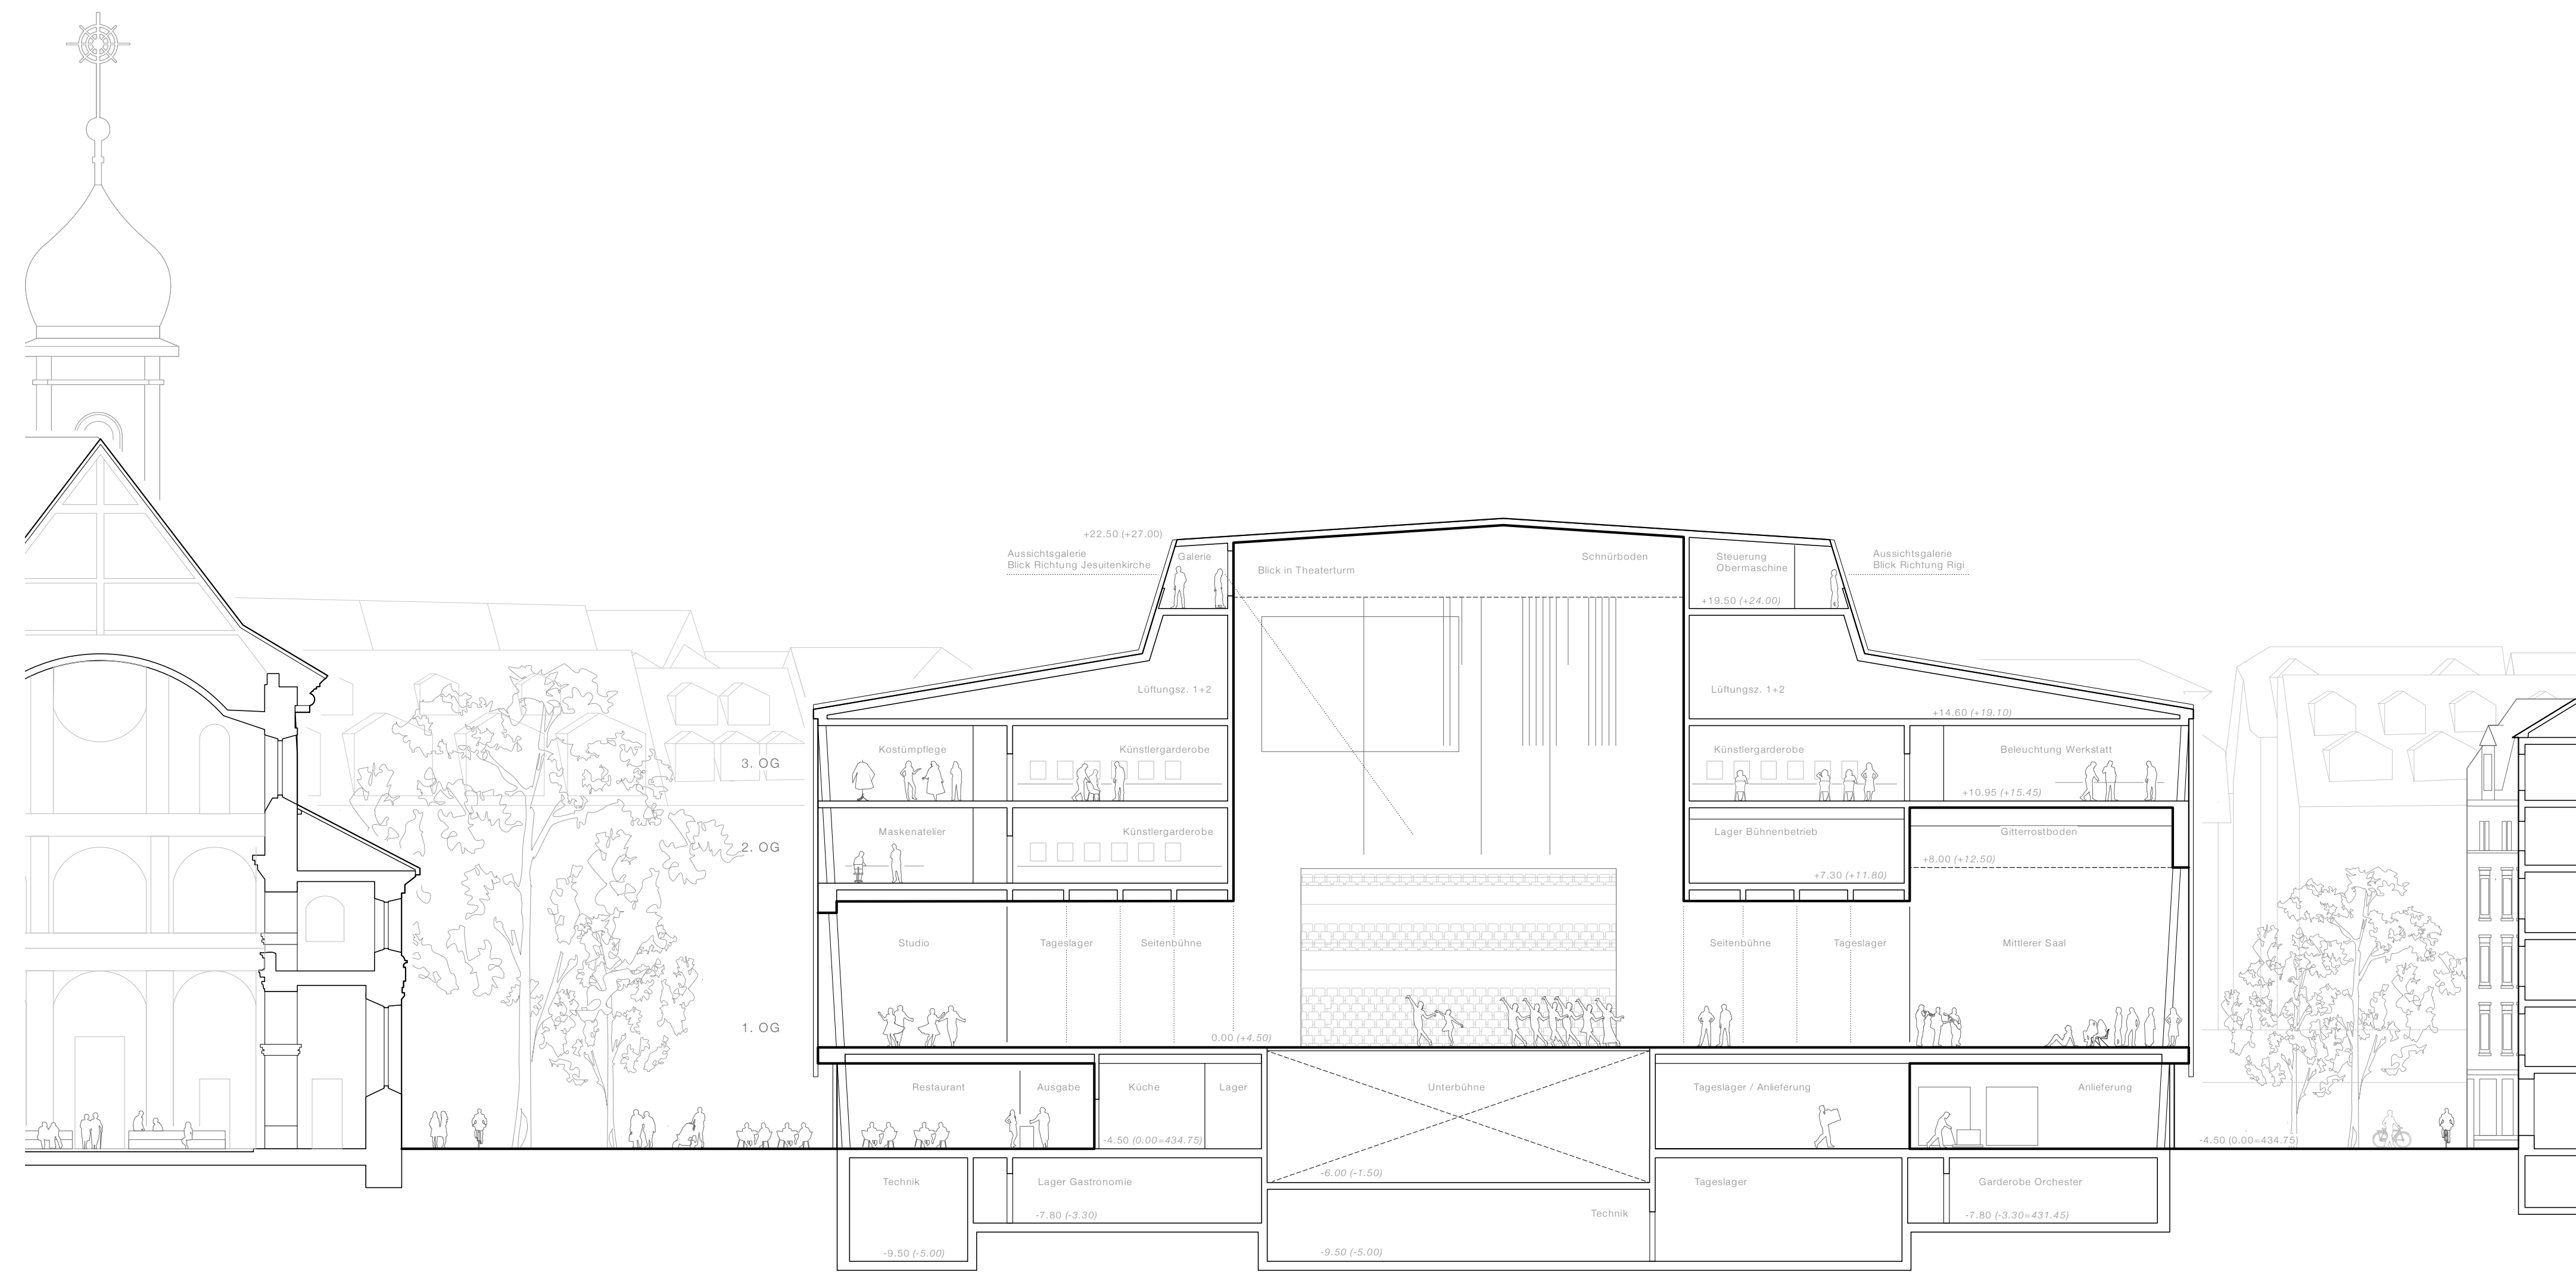 +22.50 (+27.00)
Aussichtsgalerie
Blick Richtung Jesuitenkirche
Galerie
Blick in Theaterturm
Schnürboden
Steuerung
Obermaschine
+19.50 (+24.00)
Aussichtsgalerie
Blick Richtung Rigi
Lüftungsz. 1+2
Lüftungsz. 1+2
+14.60 (+19.10)
3. OG
Kostümpflege
Künstlergarderobe
Künstlergarderobe
Beleuchtung Werkstatt
+10.95 (+15.45)
2. OG
Maskenatelier
Künstlergarderobe
Lager Bühnenbetrieb
+7.30 (+11.80)
Gitterrostboden
+8.00 (+12.50)
1. OG
Studio
Tageslager
Seitenbühne
0.00 (+4.50)
Seitenbühne
Tageslager
Mittlerer Saal
Restaurant
Ausgabe
Küche
Lager
-4.50 (0.00=434.75)
Unterbühne
-6.00 (-1.50)
Tageslager / Anlieferung
Anlieferung
-4.50 (0.00=434.75)
Technik
-9.50 (-5.00)
Lager Gastronomie
-7.80 (-3.30)
Technik
-9.50 (-5.00)
Tageslager
Garderobe Orchester
-7.80 (-3.30=431.45)